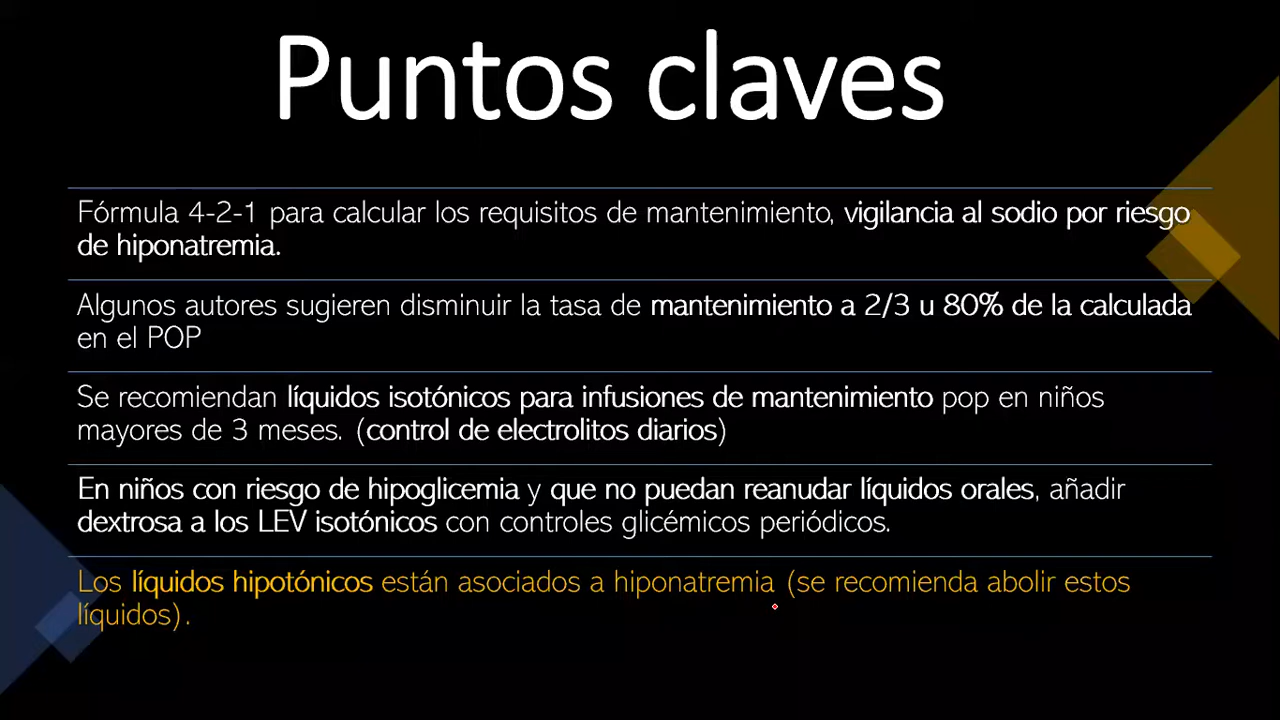 Puntos claves
Fórmula 4-2-1 para calcular los requisitos de mantenimiento, vigilancia al sodio por riesgo
de hiponatremia.
Algunos autores sugieren disminuir la tasa de mantenimiento a 2/3 u 80% de la calculada
en el POP
Se recomiendan líquidos isotónicos para infusiones de mantenimiento pop en niños
mayores de 3 meses. (control de electrolitos diarios)
En niños con riesgo de hipoglicemia y que no puedan reanudar líquidos orales, añadir
dextrosa a los LEV isotónicos con controles glicémicos periódicos.
Los líquidos hipotónicos están asociados a hiponatremia (se recomienda abolir estos
líquidos).